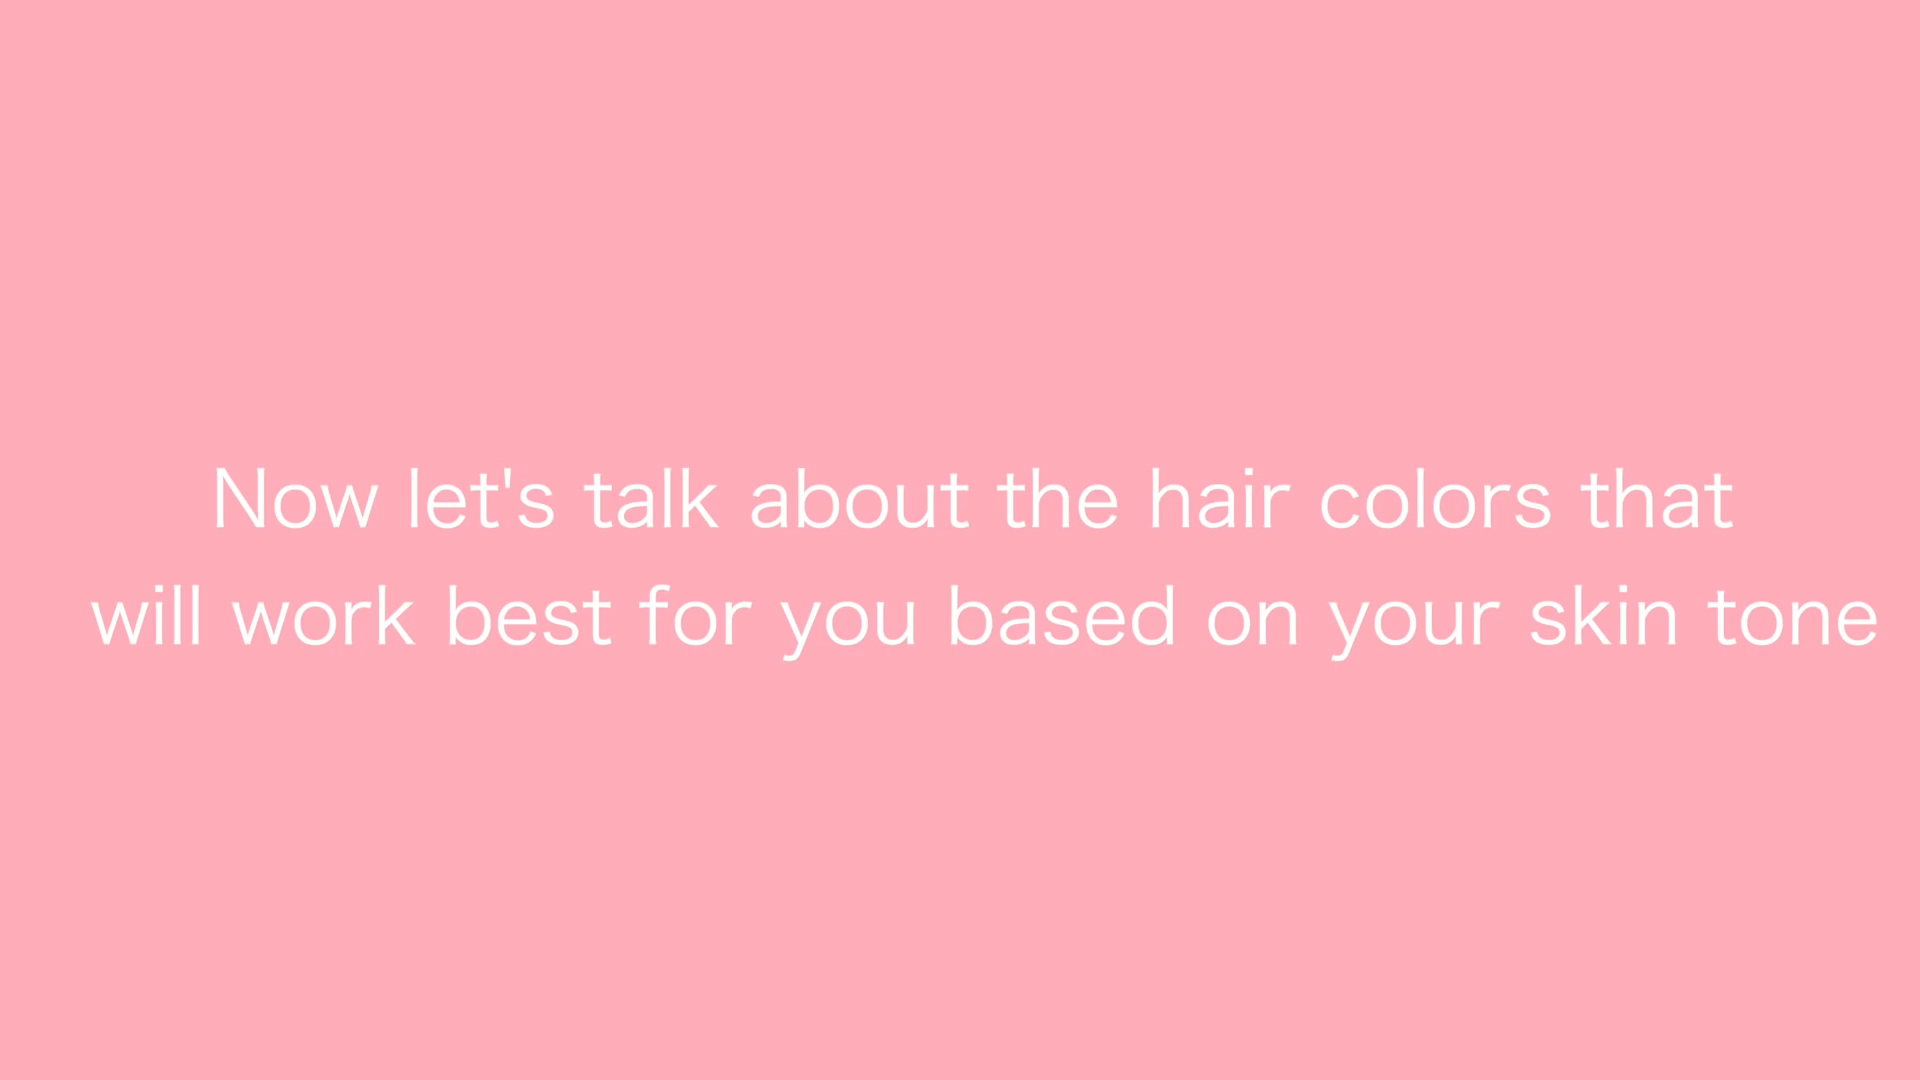 Now let's talk about the hair colors that
will work best for you based on your skin tone